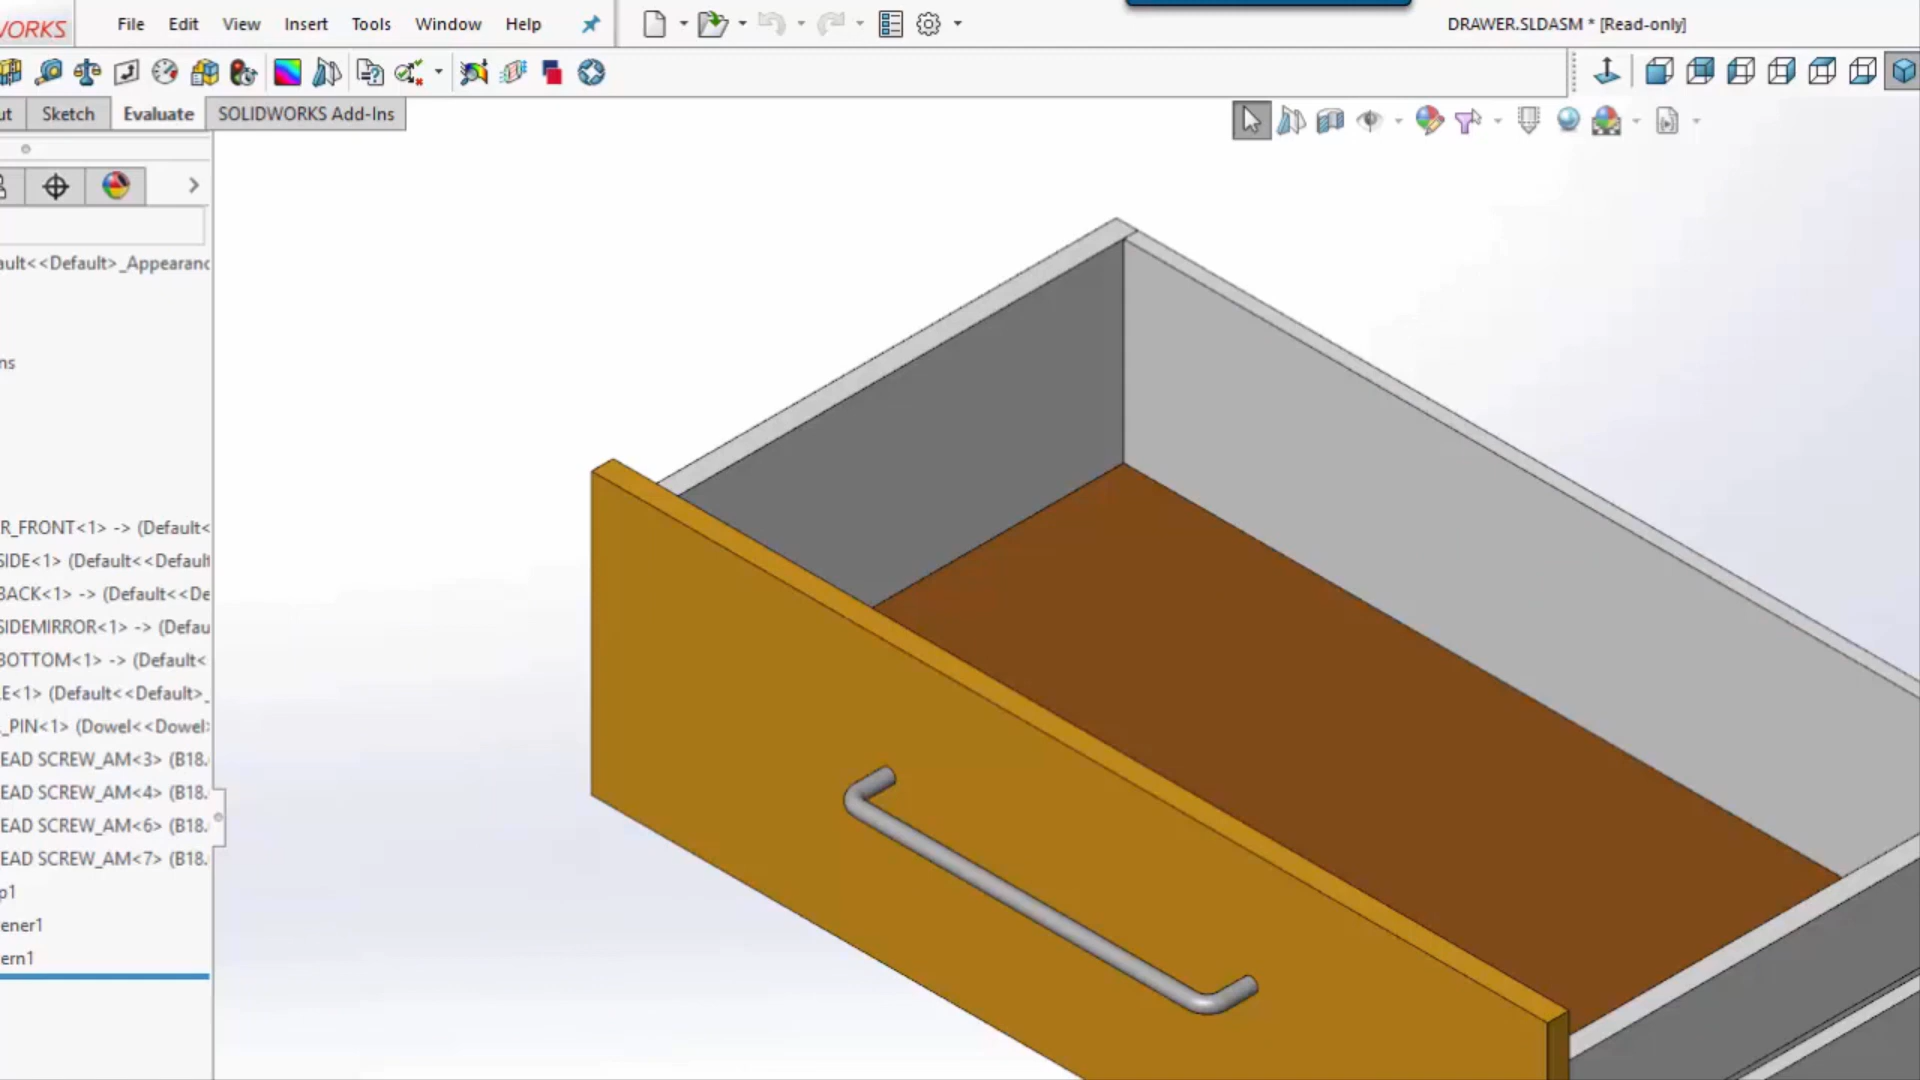 ORKS
File Edit View Insert Tools Window Help
DRAWER.SLDASM * [Read-only]
ut Sketch Evaluate SOLIDWORKS Add-Ins
ault<<Default>_Appearanc
ns
R_FRONT<1> -> (Default<
SIDE<1> (Default<<Default
BACK<1> -> (Default<<De
SIDEMIRROR<1> -> (Defau
BOTTOM<1> -> (Default<
LE<1> (Default<<Default>_
_PIN<1> (Dowel<<Dowel>
EAD SCREW_AM<3> (B18.
EAD SCREW_AM<4> (B18.
EAD SCREW_AM<6> (B18.
EAD SCREW_AM<7> (B18.
p1
ener1
ern1